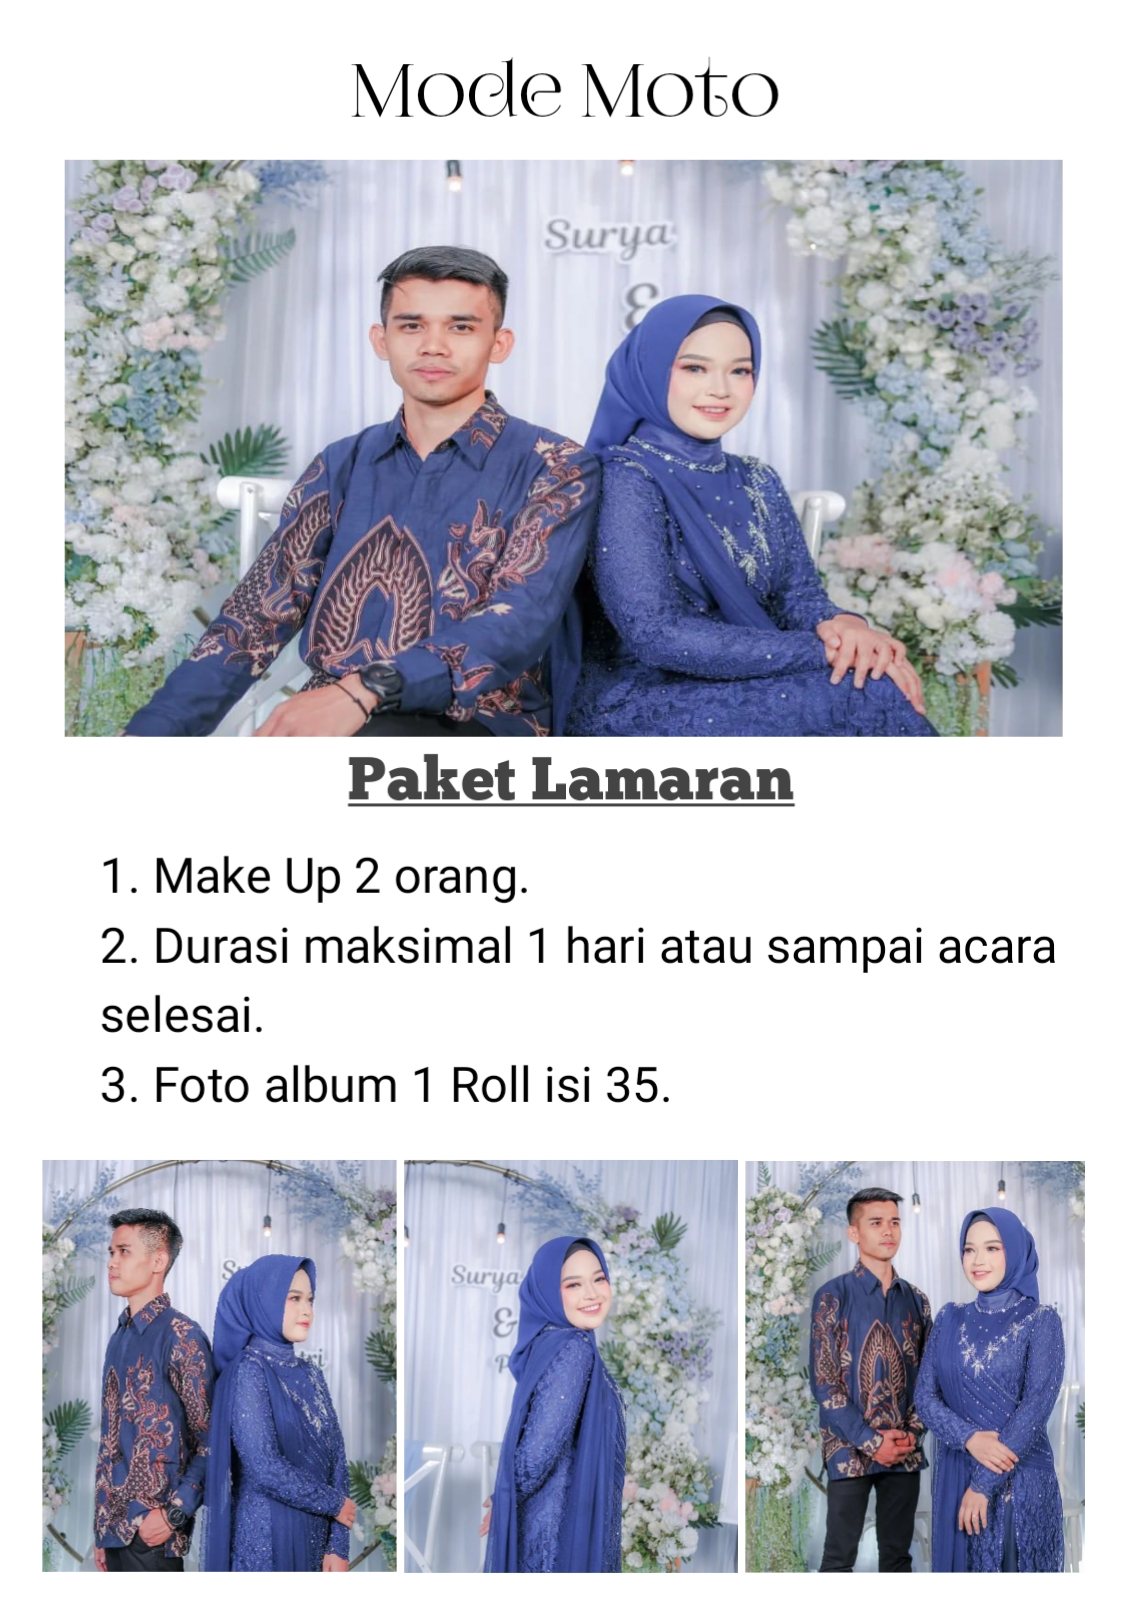 Mode Moto
Surya
&
Paket Lamaran
1. Make Up 2 orang.
2. Durasi maksimal 1 hari atau sampai acara
selesai.
3. Foto album 1 Roll isi 35.
Surya
&